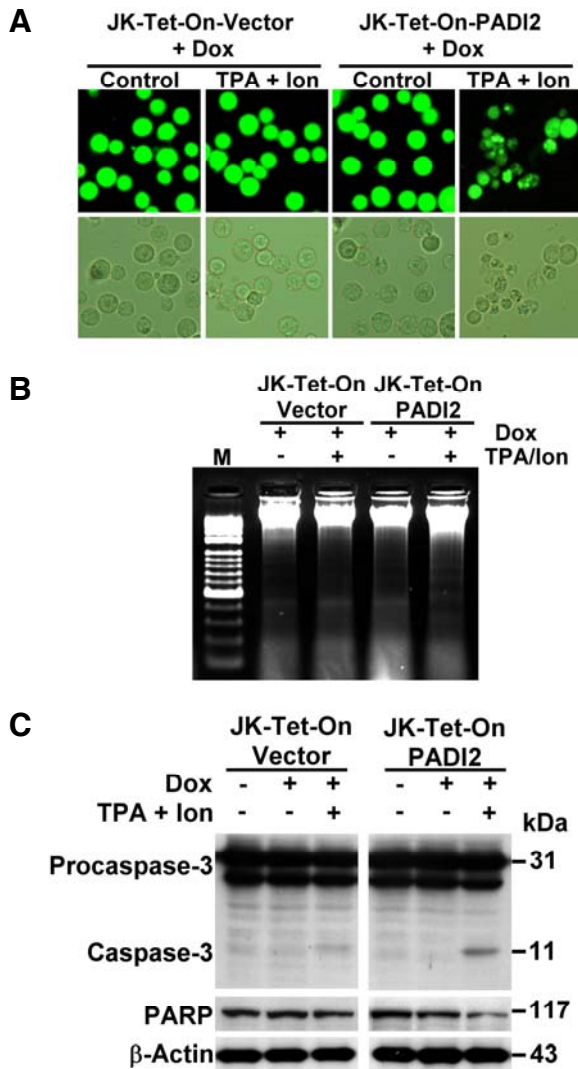 A
JK-Tet-On-Vector JK-Tet-On-PADI2
+ Dox + Dox
Control TPA + Ion Control TPA + Ion
B
JK-Tet-On JK-Tet-On
Vector PADI2
+ + + + Dox
M - + - + TPA/Ion
C
JK-Tet-On JK-Tet-On
Vector PADI2
Dox - + + - + +
TPA + Ion - - + - - + kDa
Procaspase-3 31
Caspase-3 11
PARP 117
β-Actin 43